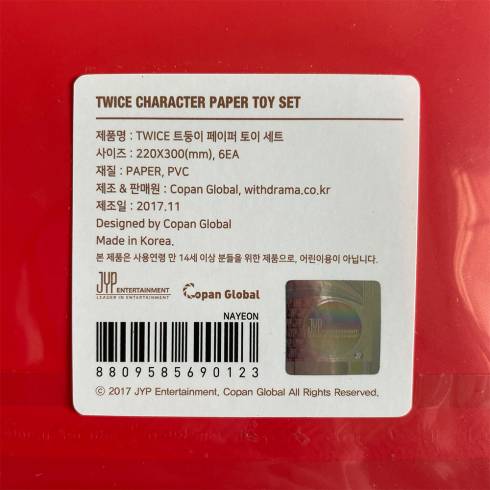 TWICE CHARACTER PAPER TOY SET
제품명 : TWICE 트둥이 페이퍼 토이 세트
사이즈 : 220X300(mm), 6EA
재질 : PAPER, PVC
제조 & 판매원 : Copan Global, withdrama.co.kr
제조일 : 2017.11
Designed by Copan Global
Made in Korea.
본 제품은 사용연령 만 14세 이상 분들을 위한 제품으로, 어린이용이 아닙니다.
JYP ENTERTAINMENT
LEADER IN ENTERTAINMENT
Copan Global
NAYEON
JYP ENTERTAINMENT
8809585690123
ⓒ 2017 JYP Entertainment, Copan Global All Rights Reserved.